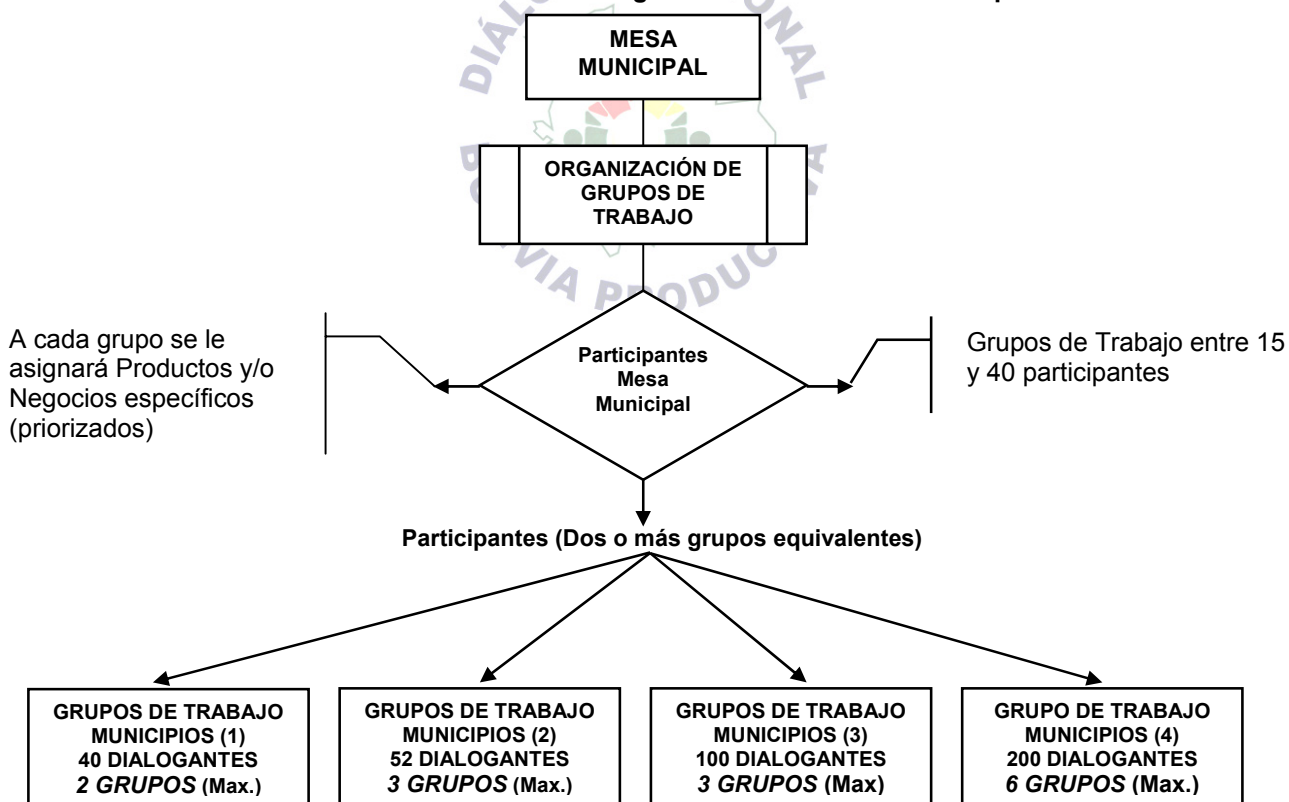 MESA
MUNICIPAL
ORGANIZACIÓN DE
GRUPOS DE
TRABAJO
A cada grupo se le
asignará Productos y/o
Negocios específicos
(priorizados)
Participantes
Mesa
Municipal
Grupos de Trabajo entre 15
y 40 participantes
Participantes (Dos o más grupos equivalentes)
GRUPOS DE TRABAJO
MUNICIPIOS (1)
40 DIALOGANTES
2 GRUPOS (Max.)
GRUPOS DE TRABAJO
MUNICIPIOS (2)
52 DIALOGANTES
3 GRUPOS (Max.)
GRUPOS DE TRABAJO
MUNICIPIOS (3)
100 DIALOGANTES
3 GRUPOS (Max)
GRUPO DE TRABAJO
MUNICIPIOS (4)
200 DIALOGANTES
6 GRUPOS (Max.)